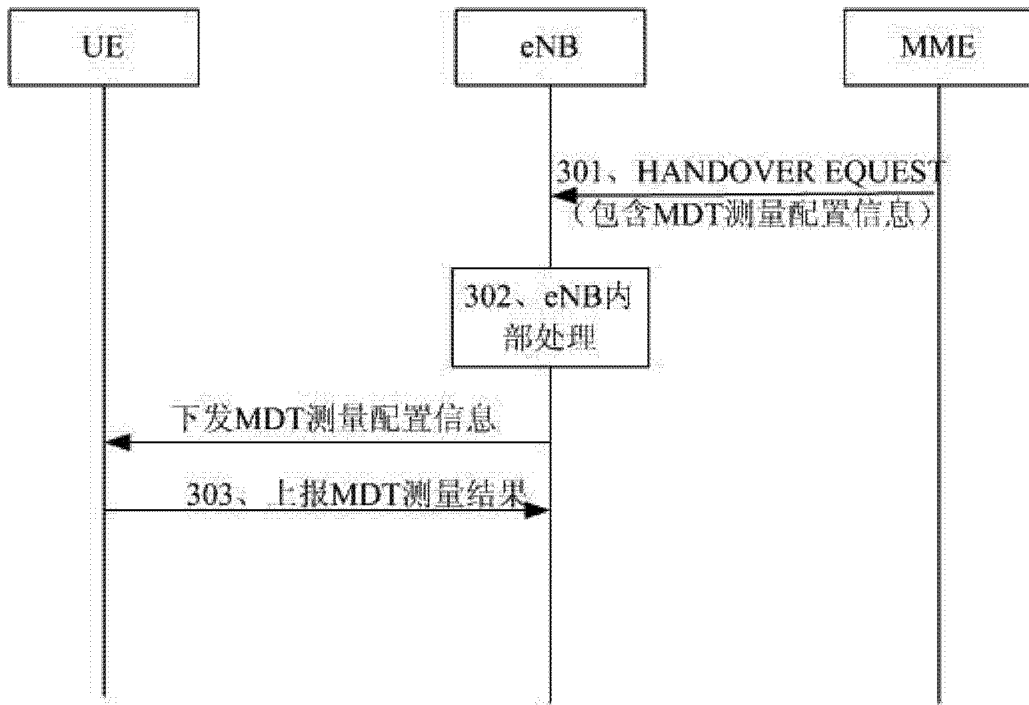 UE
eNB
MME
301、HANDOVER EQUEST
（包含MDT测量配置信息）
302、eNB内
部处理
下发MDT测量配置信息
303、上报MDT测量结果